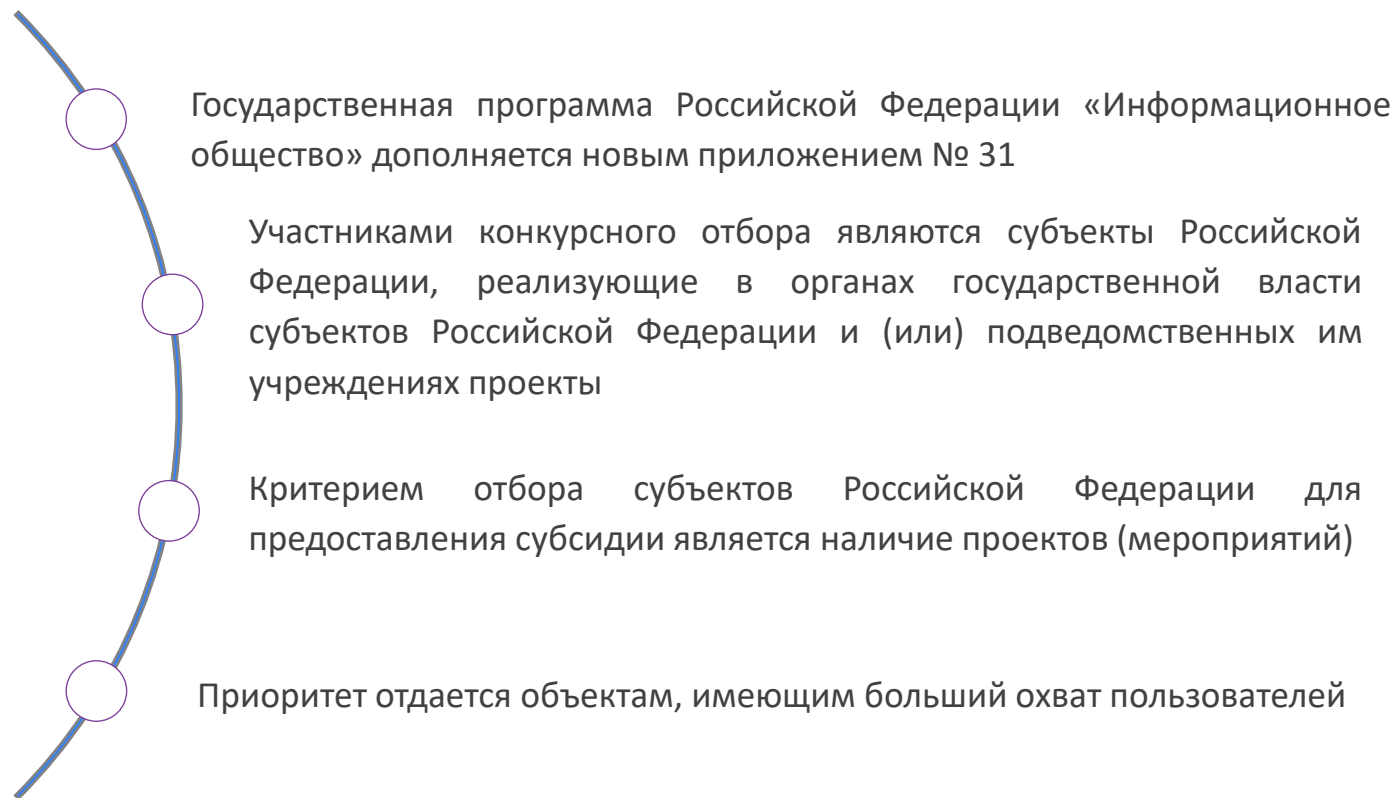 Государственная программа Российской Федерации «Информационное
общество» дополняется новым приложением № 31
Участниками конкурсного отбора являются субъекты Российской
Федерации, реализующие в органах государственной власти
субъектов Российской Федерации и (или) подведомственных им
учреждениях проекты
Критерием отбора субъектов Российской Федерации для
предоставления субсидии является наличие проектов (мероприятий)
Приоритет отдается объектам, имеющим больший охват пользователей